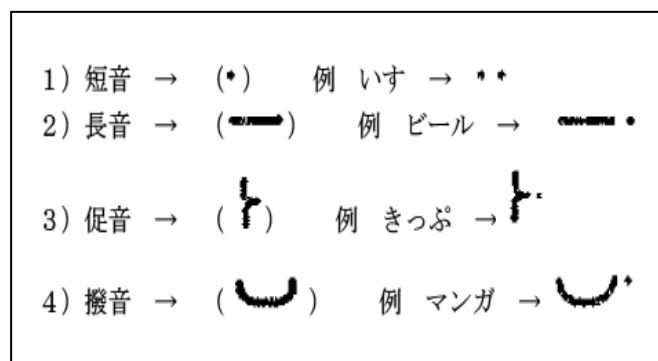 1) 短音 → (•) 例 いす → • •
2) 長音 → (━) 例 ビール → ━ •
3) 促音 → ( ) 例 きっぷ →
4) 撥音 → ( ) 例 マンガ →